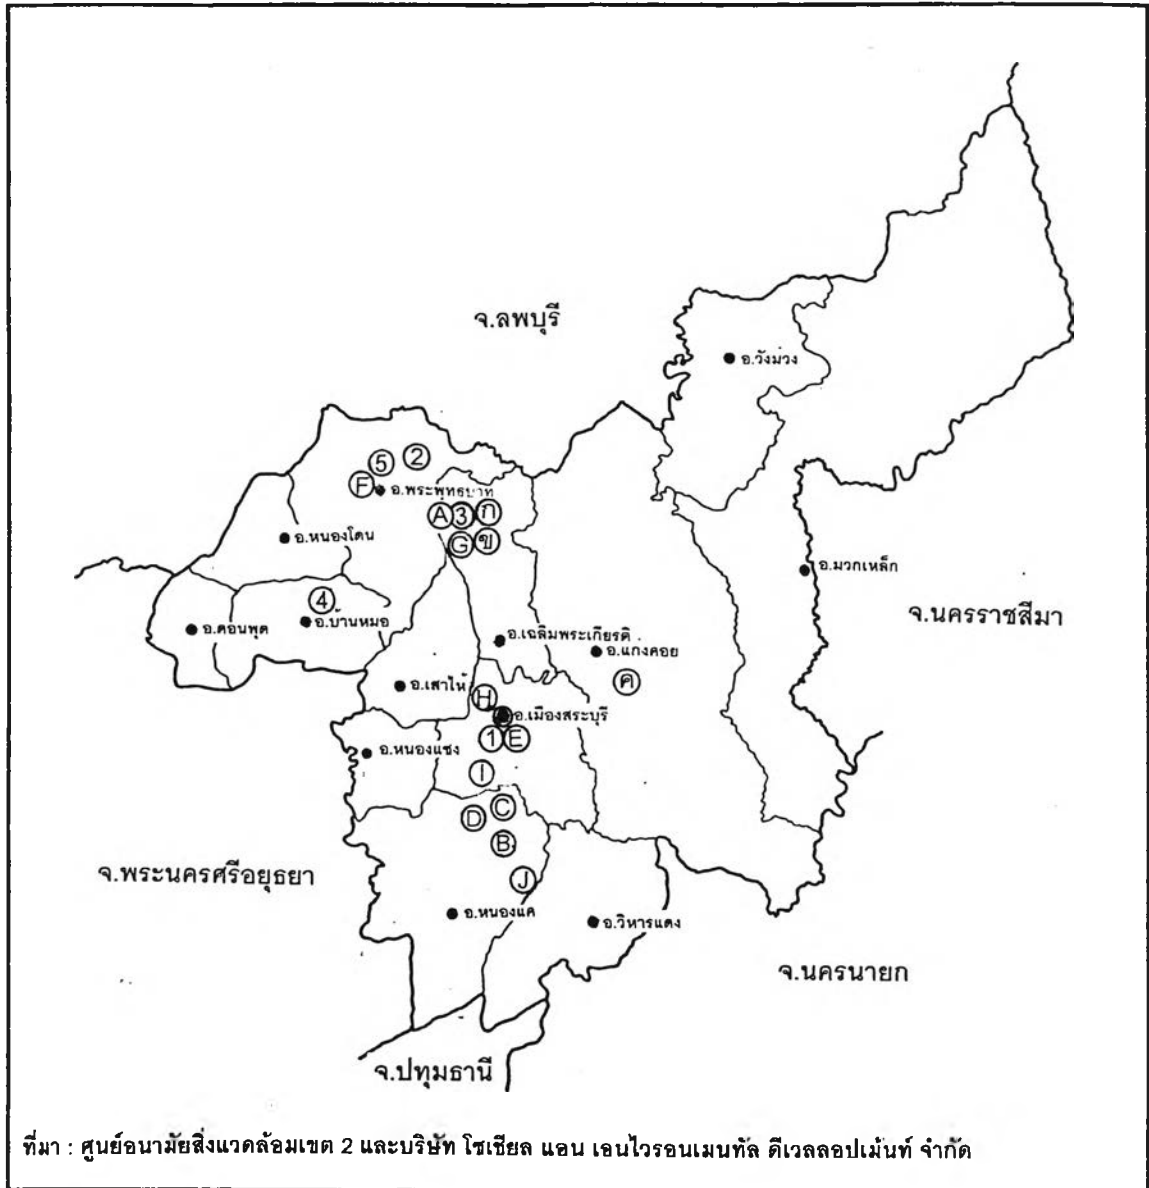 จ.ลพบุรี
อ.วังม่วง
5 2
F อ.พระพุทธบาท
A 3 ก
อ.หนองโดน
G ข
อ.มวกเหล็ก
จ.นครราชสีมา
4
อ.บ้านหมอ
อ.ดอนพุด
อ.เฉลิมพระเกียรติ
อ.แก่งคอย
ค
อ.เสาไห้
H
อ.เมืองสระบุรี
1 E
อ.หนองแซง
I
C
D
B
จ.พระนครศรีอยุธยา
J
อ.หนองแค
อ.วิหารแดง
จ.นครนายก
จ.ปทุมธานี
ที่มา : ศูนย์อนามัยสิ่งแวดล้อมเขต 2 และบริษัท โซเชียล แอน เอนไวรอนเมนทัล ดีเวลลอปเม้นท์ จำกัด